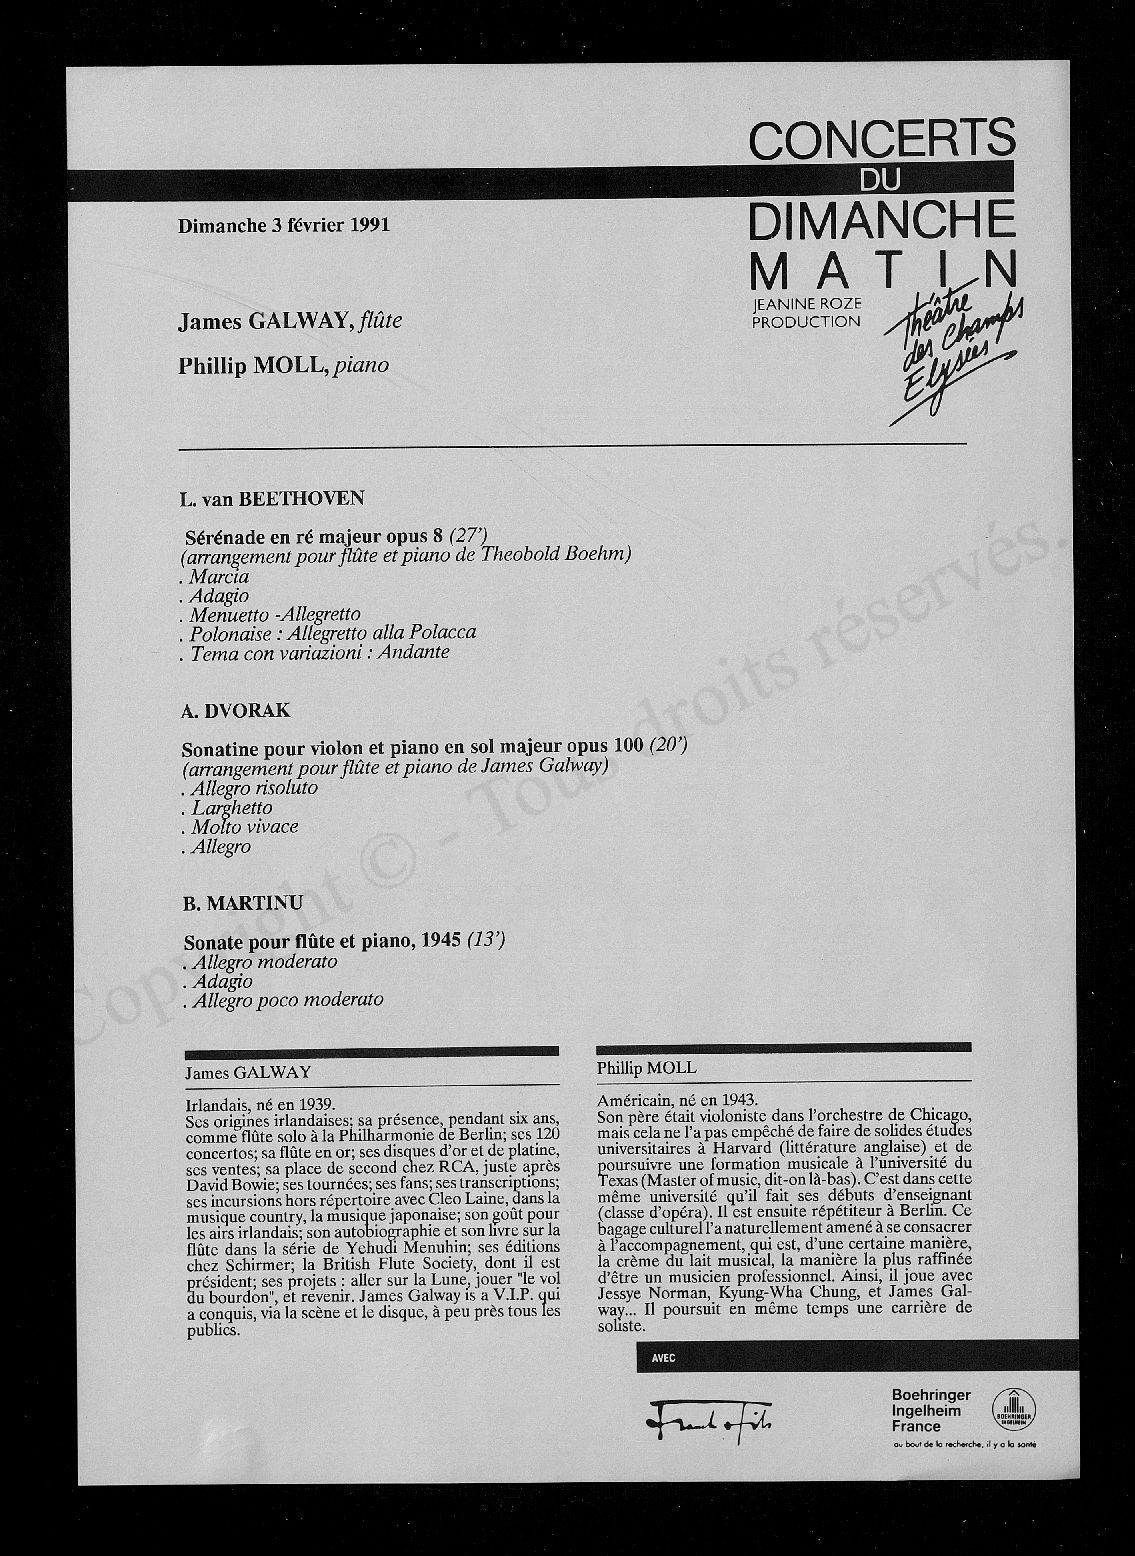 CONCERTS
DU
DIMANCHE
MATIN
JEANINE ROZE
PRODUCTION
Théâtre
des Champs
Elysées
Dimanche 3 février 1991
James GALWAY, flûte
Phillip MOLL, piano
L. van BEETHOVEN
Sérénade en ré majeur opus 8 (27')
(arrangement pour flûte et piano de Theobold Boehm)
. Marcia
. Adagio
. Menuetto -Allegretto
. Polonaise : Allegretto alla Polacca
. Tema con variazioni : Andante
A. DVORAK
Sonatine pour violon et piano en sol majeur opus 100 (20')
(arrangement pour flûte et piano de James Galway)
. Allegro risoluto
. Larghetto
. Molto vivace
. Allegro
B. MARTINU
Sonate pour flûte et piano, 1945 (13')
. Allegro moderato
. Adagio
. Allegro poco moderato
Copyright © - Tous droits réservés.
James GALWAY
Irlandais, né en 1939.
Ses origines irlandaises; sa présence, pendant six ans,
comme flûte solo à la Philharmonie de Berlin; ses 120
concertos; sa flûte en or; ses disques d'or et de platine,
ses ventes; sa place de second chez RCA, juste après
David Bowie; ses tournées; ses fans; ses transcriptions;
ses incursions hors répertoire avec Cleo Laine, dans la
musique country, la musique japonaise; son goût pour
les airs irlandais; son autobiographie et son livre sur la
flûte dans la série de Yehudi Menuhin; ses éditions
chez Schirmer; la British Flute Society, dont il est
président; ses projets : aller sur la Lune, jouer "le vol
du bourdon", et revenir. James Galway is a V.I.P. qui
a conquis, via la scène et le disque, à peu près tous les
publics.
Phillip MOLL
Américain, né en 1943.
Son père était violoniste dans l'orchestre de Chicago,
mais cela ne l'a pas empêché de faire de solides études
universitaires à Harvard (littérature anglaise) et de
poursuivre une formation musicale à l'université du
Texas (Master of music, dit-on là-bas). C'est dans cette
même université qu'il fait ses débuts d'enseignant
(classe d'opéra). Il est ensuite répétiteur à Berlin. Ce
bagage culturel l'a naturellement amené à se consacrer
à l'accompagnement, qui est, d'une certaine manière,
la crème du lait musical, la manière la plus raffinée
d'être un musicien professionnel. Ainsi, il joue avec
Jessye Norman, Kyung-Wha Chung, et James Gal-
way... Il poursuit en même temps une carrière de
soliste.
AVEC
Boehringer
Ingelheim
France
BOEHRINGER
INGELHEIM
au bout de la recherche, il y a la santé